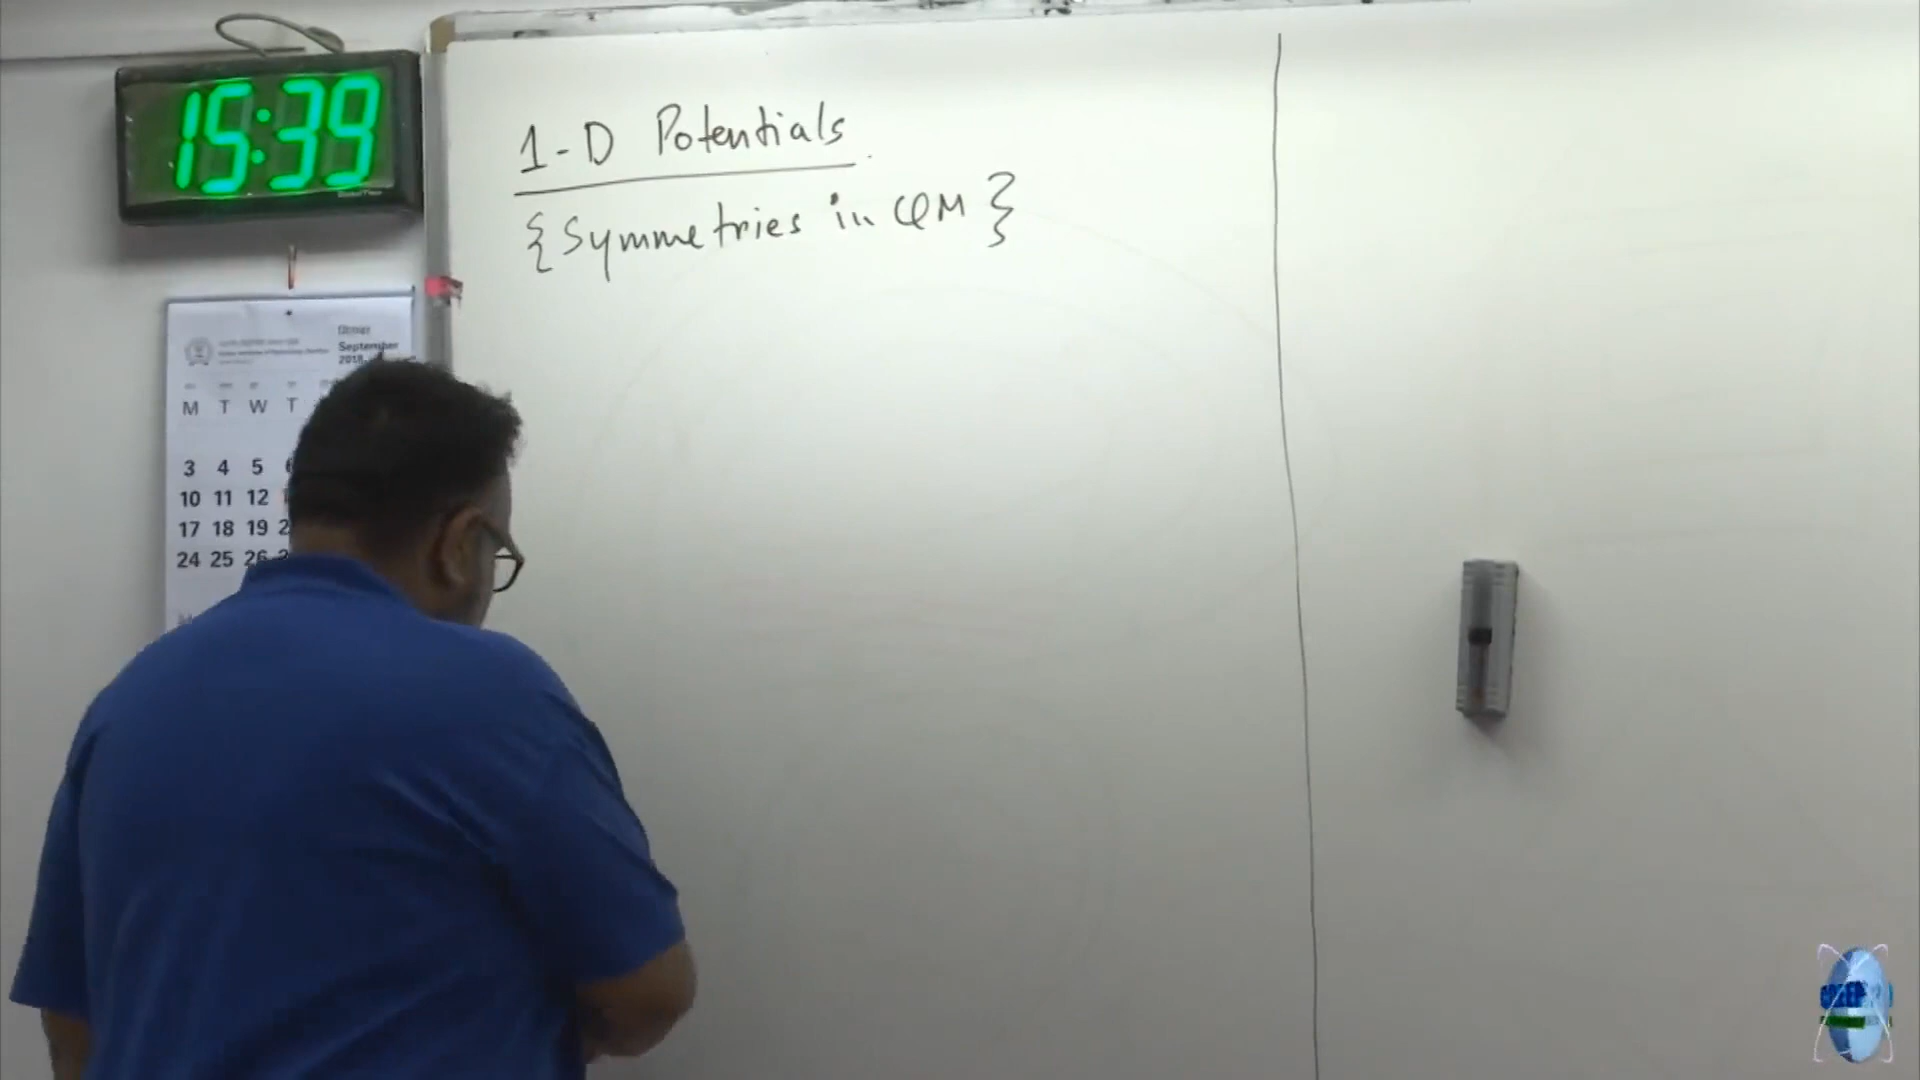 15:39
1-D Potentials
{Symmetries in QM}
September
2018
M T W T
3 4 5
10 11 12
17 18 19
24 25 26